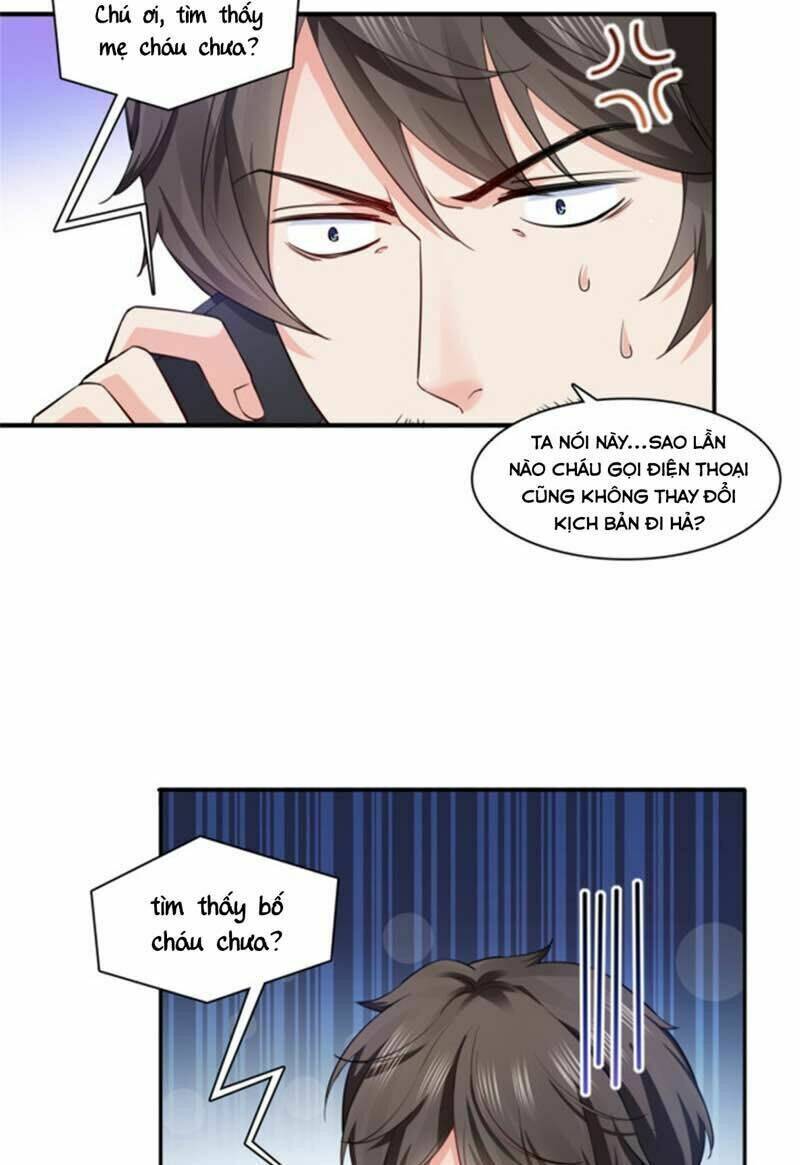 Chú ơi, tìm thấy
mẹ cháu chưa?
TA NÓI NÀY...SAO LẦN
NÀO CHÁU GỌI ĐIỆN THOẠI
CŨNG KHÔNG THAY ĐỔI
KỊCH BẢN ĐI HẢ?
tìm thấy bố
cháu chưa?